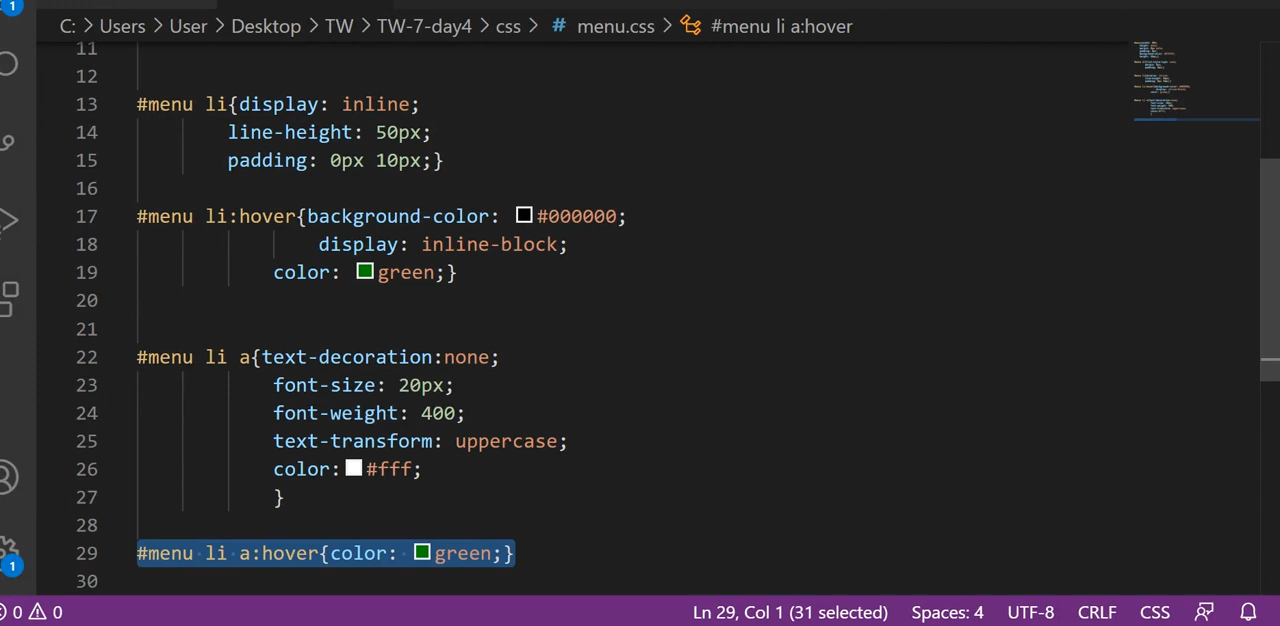 1
C: > Users > User > Desktop > TW > TW-7-day4 > css > # menu.css > #menu li a:hover
11
12
13 #menu li{display: inline;
14 line-height: 50px;
15 padding: 0px 10px;}
16
17 #menu li:hover{background-color: #000000;
18 display: inline-block;
19 color: green;}
20
21
22 #menu li a{text-decoration:none;
23 font-size: 20px;
24 font-weight: 400;
25 text-transform: uppercase;
26 color: #fff;
27 }
28
29 #menu li a:hover{color: green;}
30
1
0 0 Ln 29, Col 1 (31 selected) Spaces: 4 UTF-8 CRLF CSS